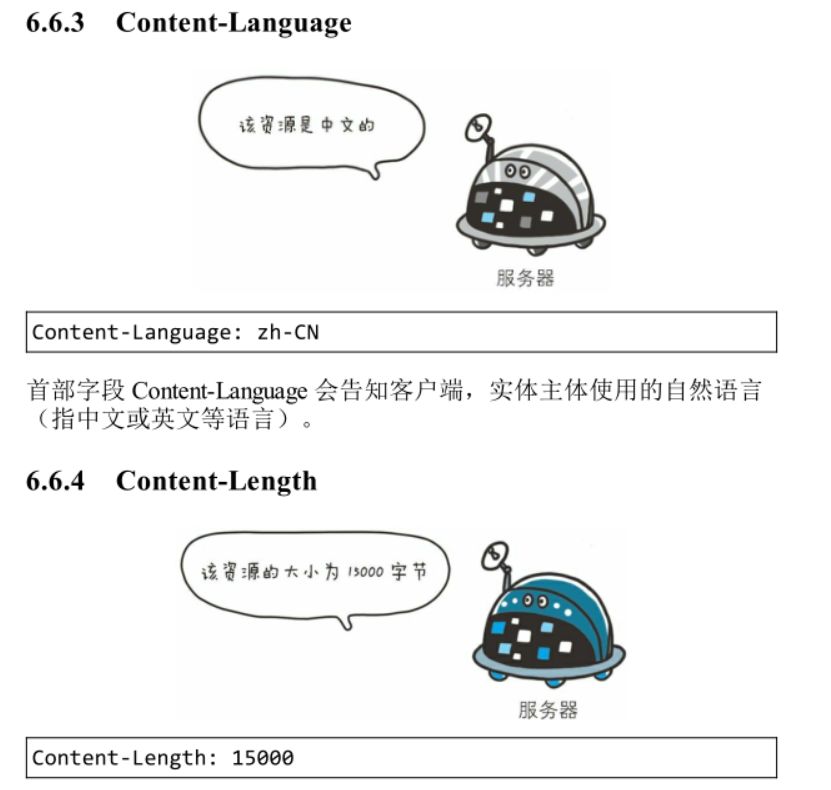 6.6.3 Content-Language
该资源是中文的
服务器
Content-Language: zh-CN
首部字段 Content-Language 会告知客户端，实体主体使用的自然语言
（指中文或英文等语言）。
6.6.4 Content-Length
该资源的大小为 15000 字节
服务器
Content-Length: 15000